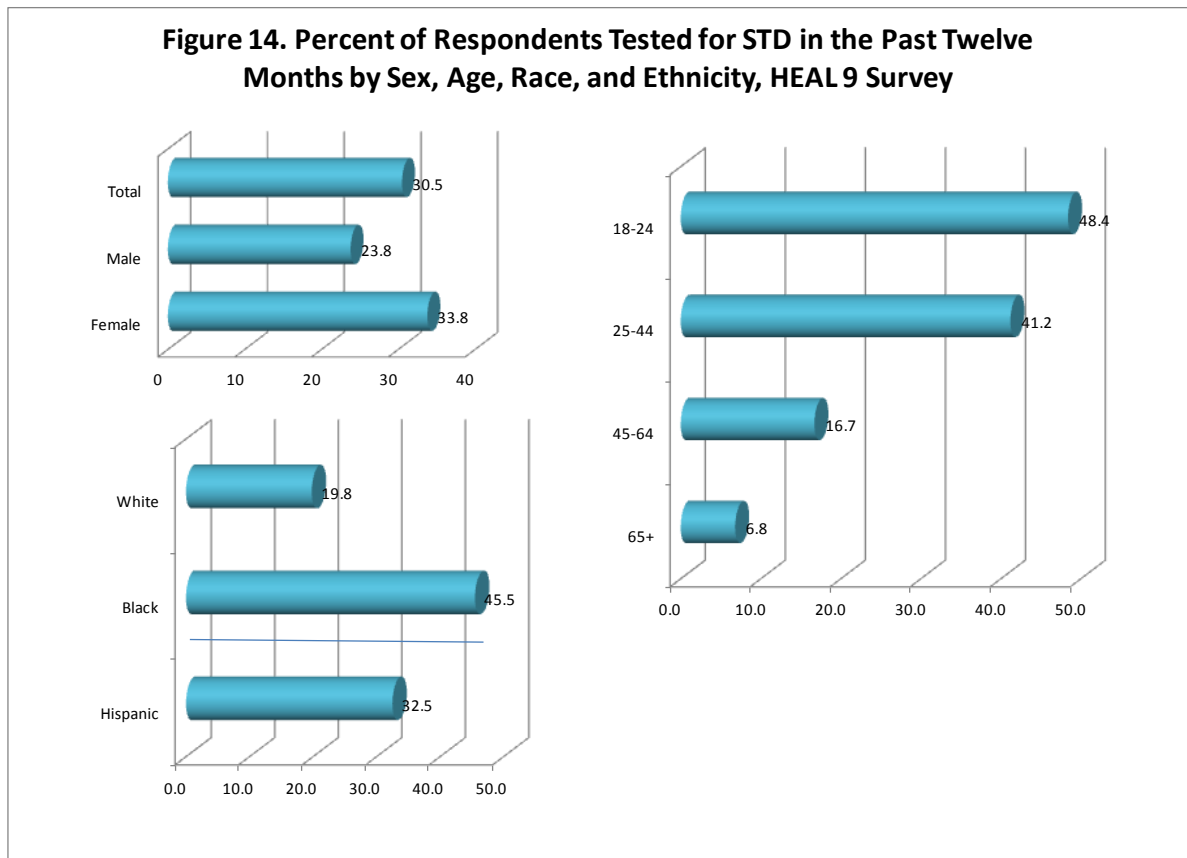 Figure 14. Percent of Respondents Tested for STD in the Past Twelve
Months by Sex, Age, Race, and Ethnicity, HEAL 9 Survey
Total
30.5
Male
23.8
Female
33.8
0 10 20 30 40
White
19.8
Black
45.5
Hispanic
32.5
0.0 10.0 20.0 30.0 40.0 50.0
18-24
48.4
25-44
41.2
45-64
16.7
65+
6.8
0.0 10.0 20.0 30.0 40.0 50.0